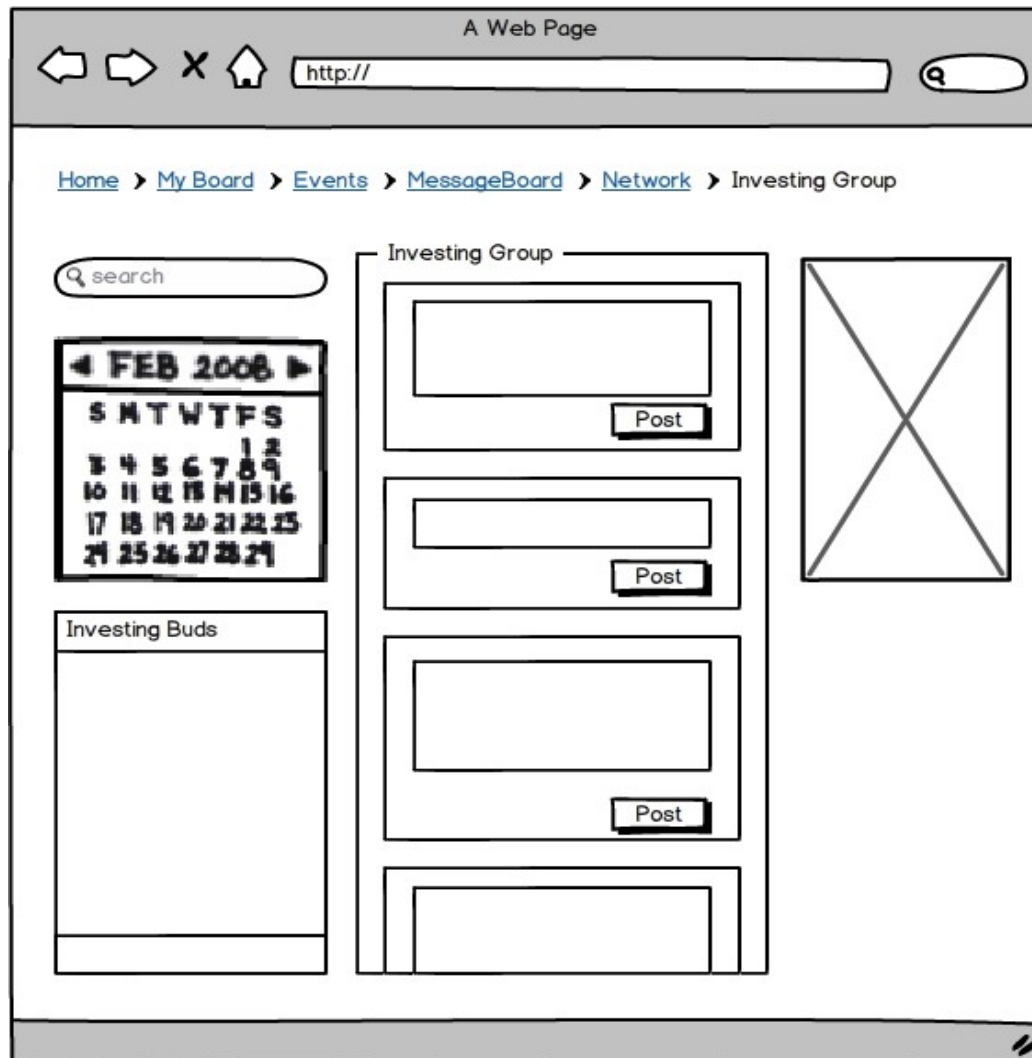 A Web Page
http://
Home > My Board > Events > MessageBoard > Network > Investing Group
search
FEB 2008
S M T W T F S
1 2
3 4 5 6 7 8 9
10 11 12 13 14 15 16
17 18 19 20 21 22 23
24 25 26 27 28 29
Investing Buds
Investing Group
Post
Post
Post